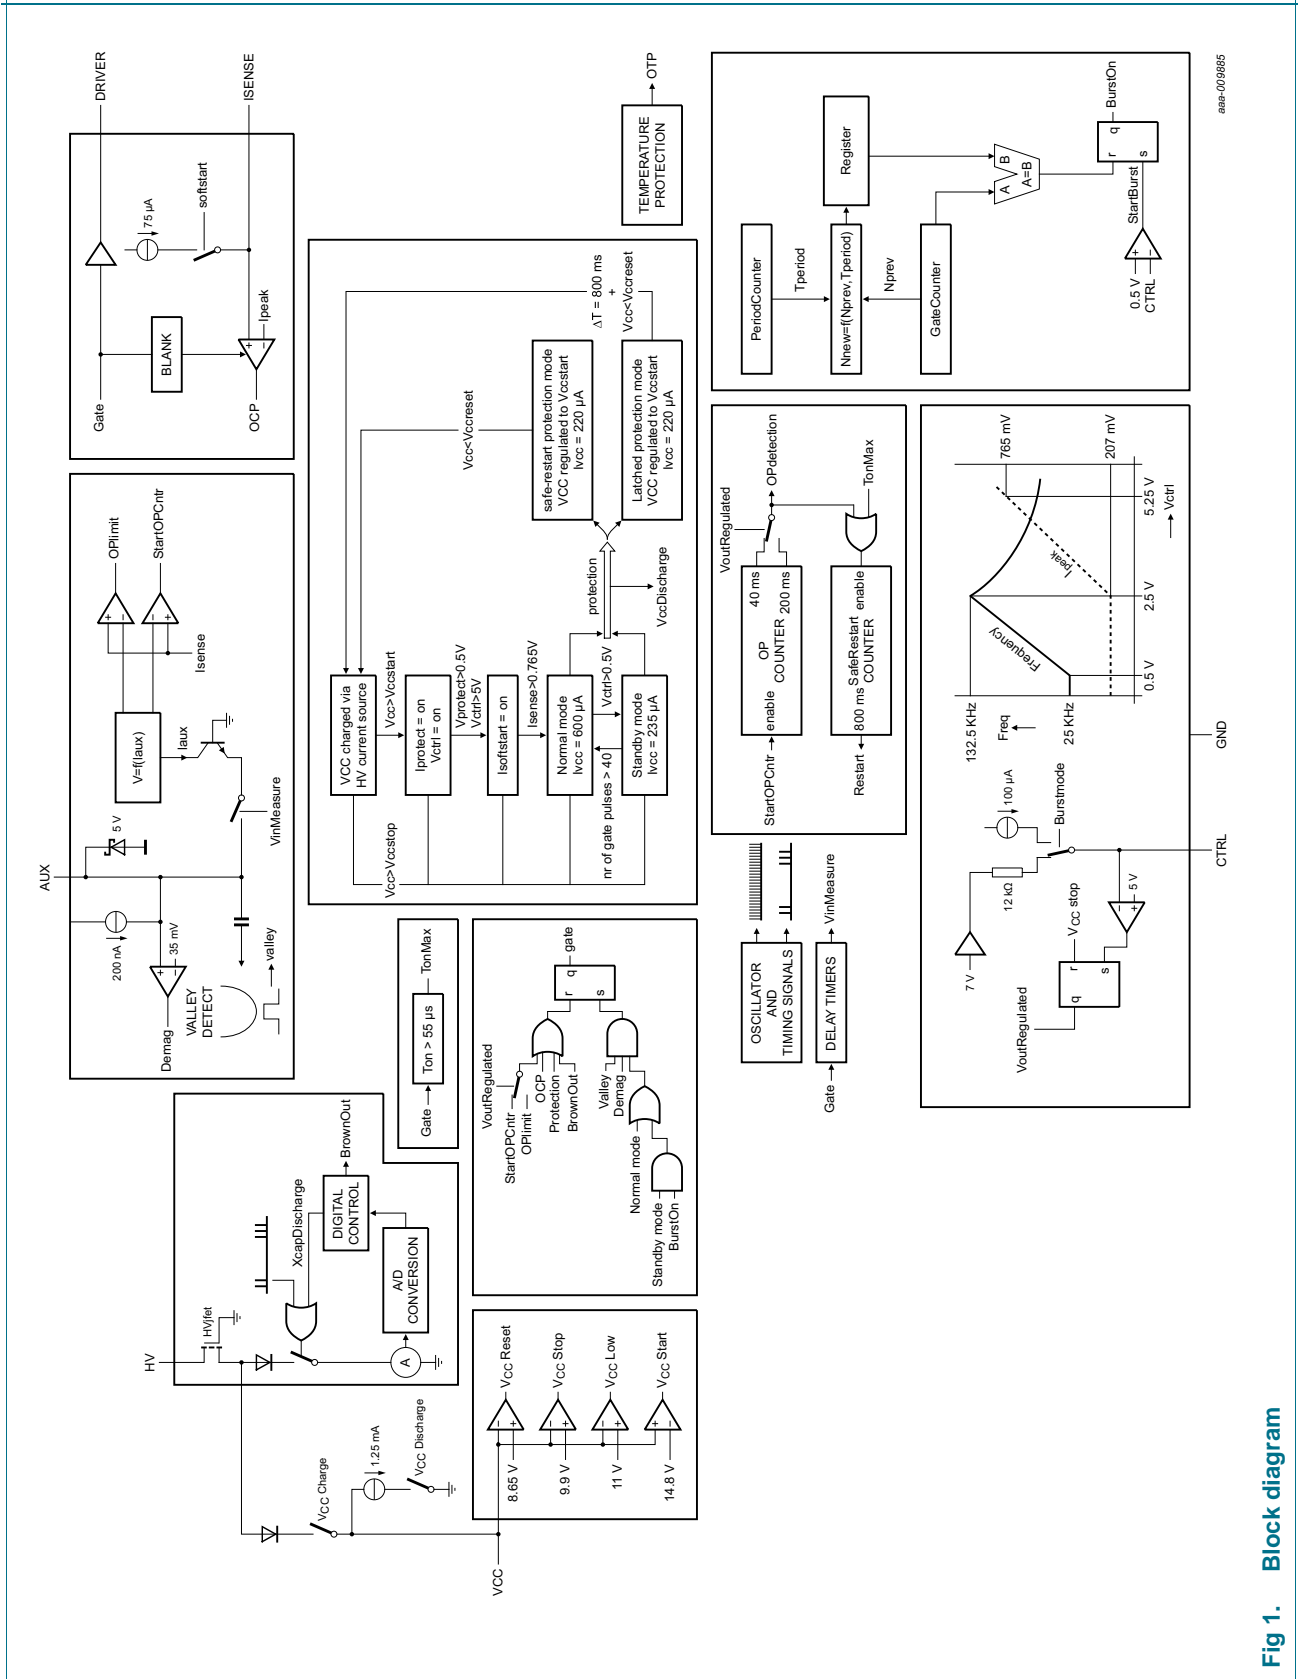 HV
HVjfet
XcapDischarge
BrownOut
DIGITAL
CONTROL
A/D
CONVERSION
A
VCC Charge
1.25 mA
VCC Discharge
VCC
8.65 V
9.9 V
11 V
14.8 V
VCC Reset
VCC Stop
VCC Low
VCC Start
AUX
200 nA
5 V
35 mV
Demag
VALLEY
DETECT
valley
VinMeasure
V=f(Iaux)
Iaux
Isense
OPlimit
StartOPCntr
Gate
BLANK
OCP
Ipeak
75 µA
softstart
DRIVER
ISENSE
Gate
Ton > 55 µs
TonMax
VoutRegulated
StartOPCntr
OPlimit
OCP
Protection
BrownOut
r
q
s
gate
Valley
Demag
Normal mode
Standby mode
BurstOn
Vcc>Vccstop
VCC charged via
HV current source
Vcc>Vccstart
Iprotect = on
Vctrl = on
Vprotect>0.5V
Vctrl>5V
Isoftstart = on
Isense>0.765V
Normal mode
Ivcc = 600 µA
nr of gate pulses > 40
Vctrl>0.5V
Standby mode
Ivcc = 235 µA
protection
VccDischarge
safe-restart protection mode
VCC regulated to Vccstart
Ivcc = 220 µA
Latched protection mode
VCC regulated to Vccstart
Ivcc = 220 µA
Vcc<Vccreset
ΔT = 800 ms
+
Vcc<Vccreset
TEMPERATURE
PROTECTION
OTP
OSCILLATOR
AND
TIMING SIGNALS
Gate
DELAY TIMERS
VinMeasure
StartOPCntr
enable
OP
COUNTER
40 ms
200 ms
VoutRegulated
OPdetection
TonMax
Restart
800 ms
SafeRestart
COUNTER
enable
PeriodCounter
Tperiod
Nnew=f(Nprev,Tperiod)
Nprev
GateCounter
Register
A
B
A=B
0.5 V
CTRL
StartBurst
r
q
s
BurstOn
VoutRegulated
q
r
s
VCC stop
7 V
12 kΩ
100 µA
Burstmode
5 V
CTRL
GND
132.5 KHz
Freq
25 KHz
Frequency
Ipeak
765 mV
207 mV
0.5 V
2.5 V
5.25 V
Vctrl
aaa-009885
Fig 1. Block diagram